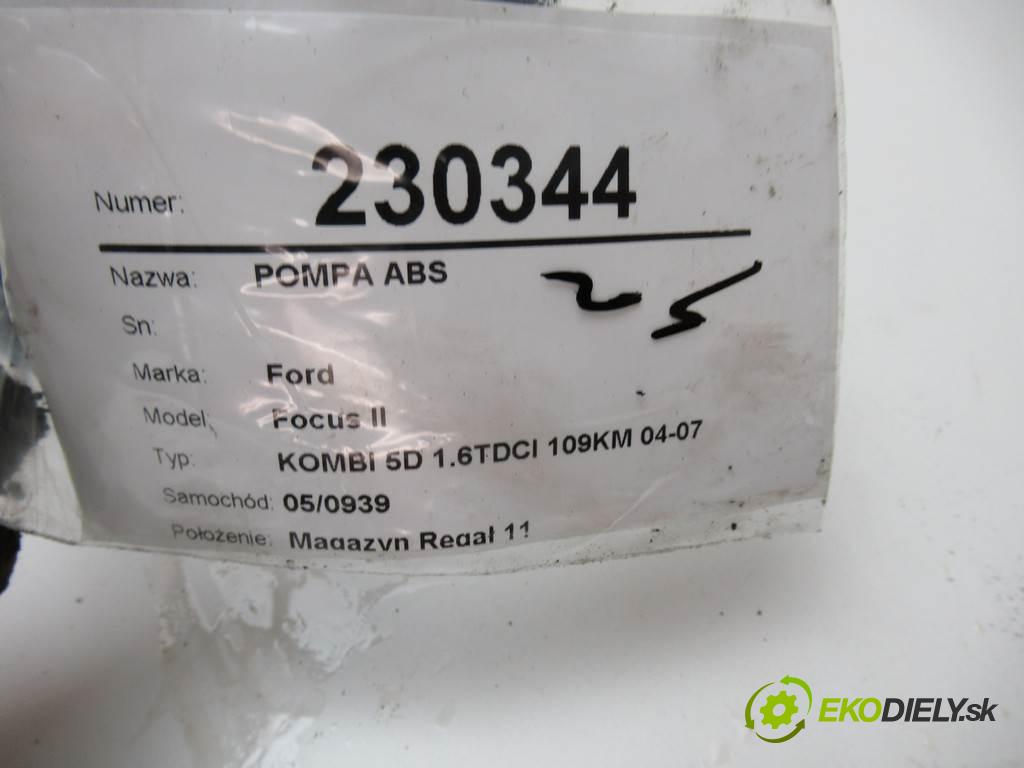 Numer: 230344
Nazwa: POMPA ABS
25
Sn:
Marka: Ford
Model: Focus II
Typ: KOMBI 5D 1.6TDCI 109KM 04-07
Samochód: 05/0939
Położenie: Magazyn Regał 11
EKODIELY.sk